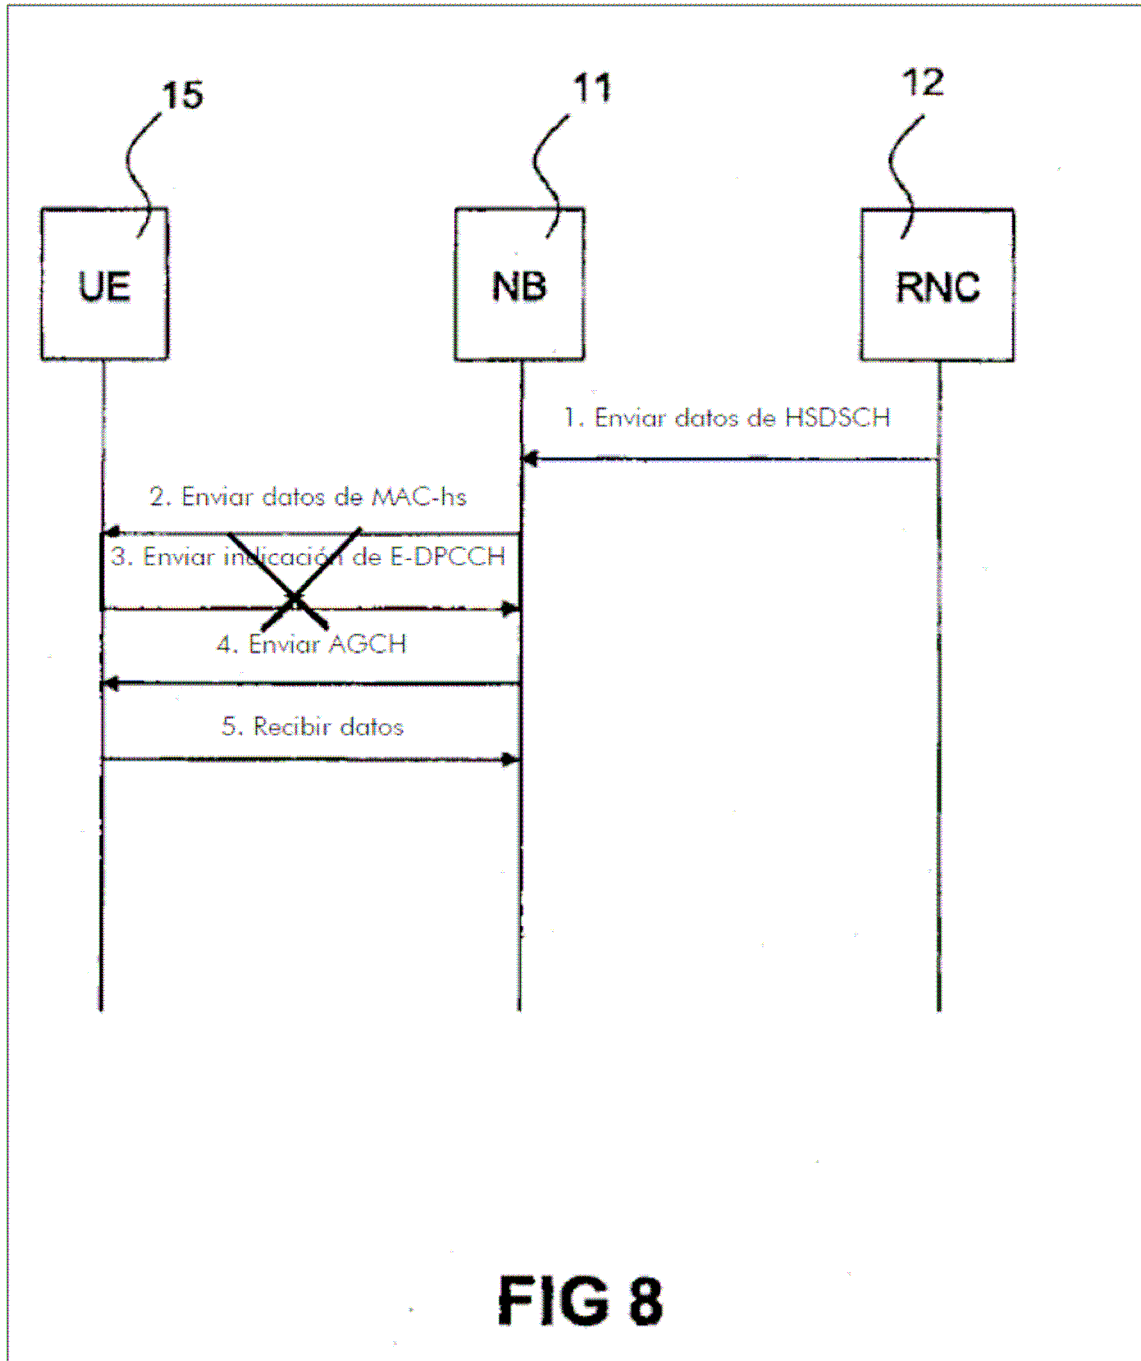 15
11
12
UE
NB
RNC
1. Enviar datos de HSDSCH
2. Enviar datos de MAC-hs
3. Enviar indicación de E-DPCCH
4. Enviar AGCH
5. Recibir datos
FIG 8